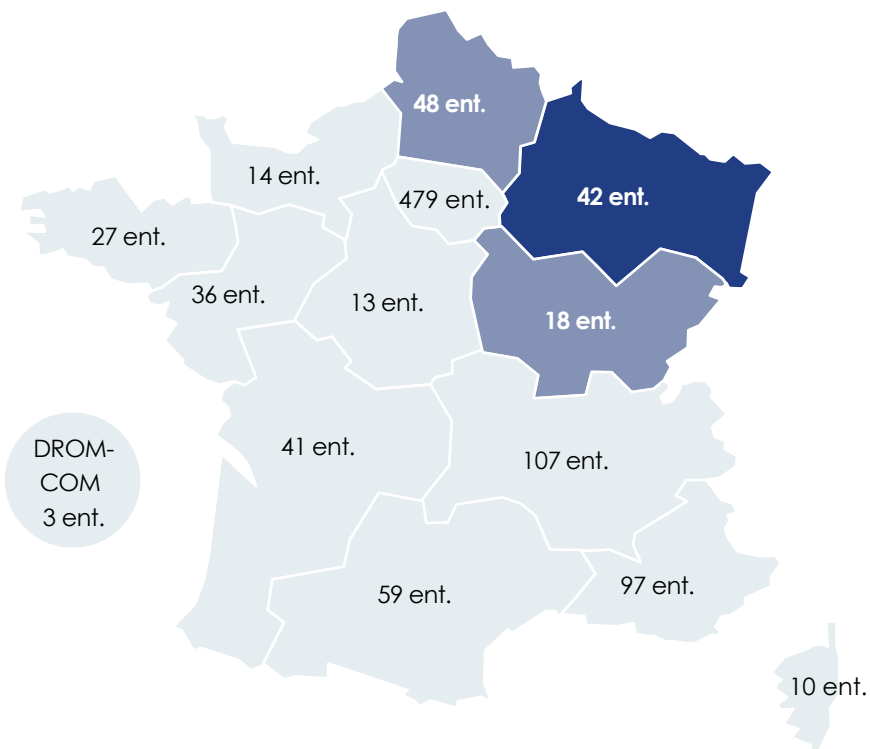 48 ent.
14 ent.
479 ent.
42 ent.
27 ent.
36 ent.
13 ent.
18 ent.
DROM-
COM
3 ent.
41 ent.
107 ent.
59 ent.
97 ent.
10 ent.